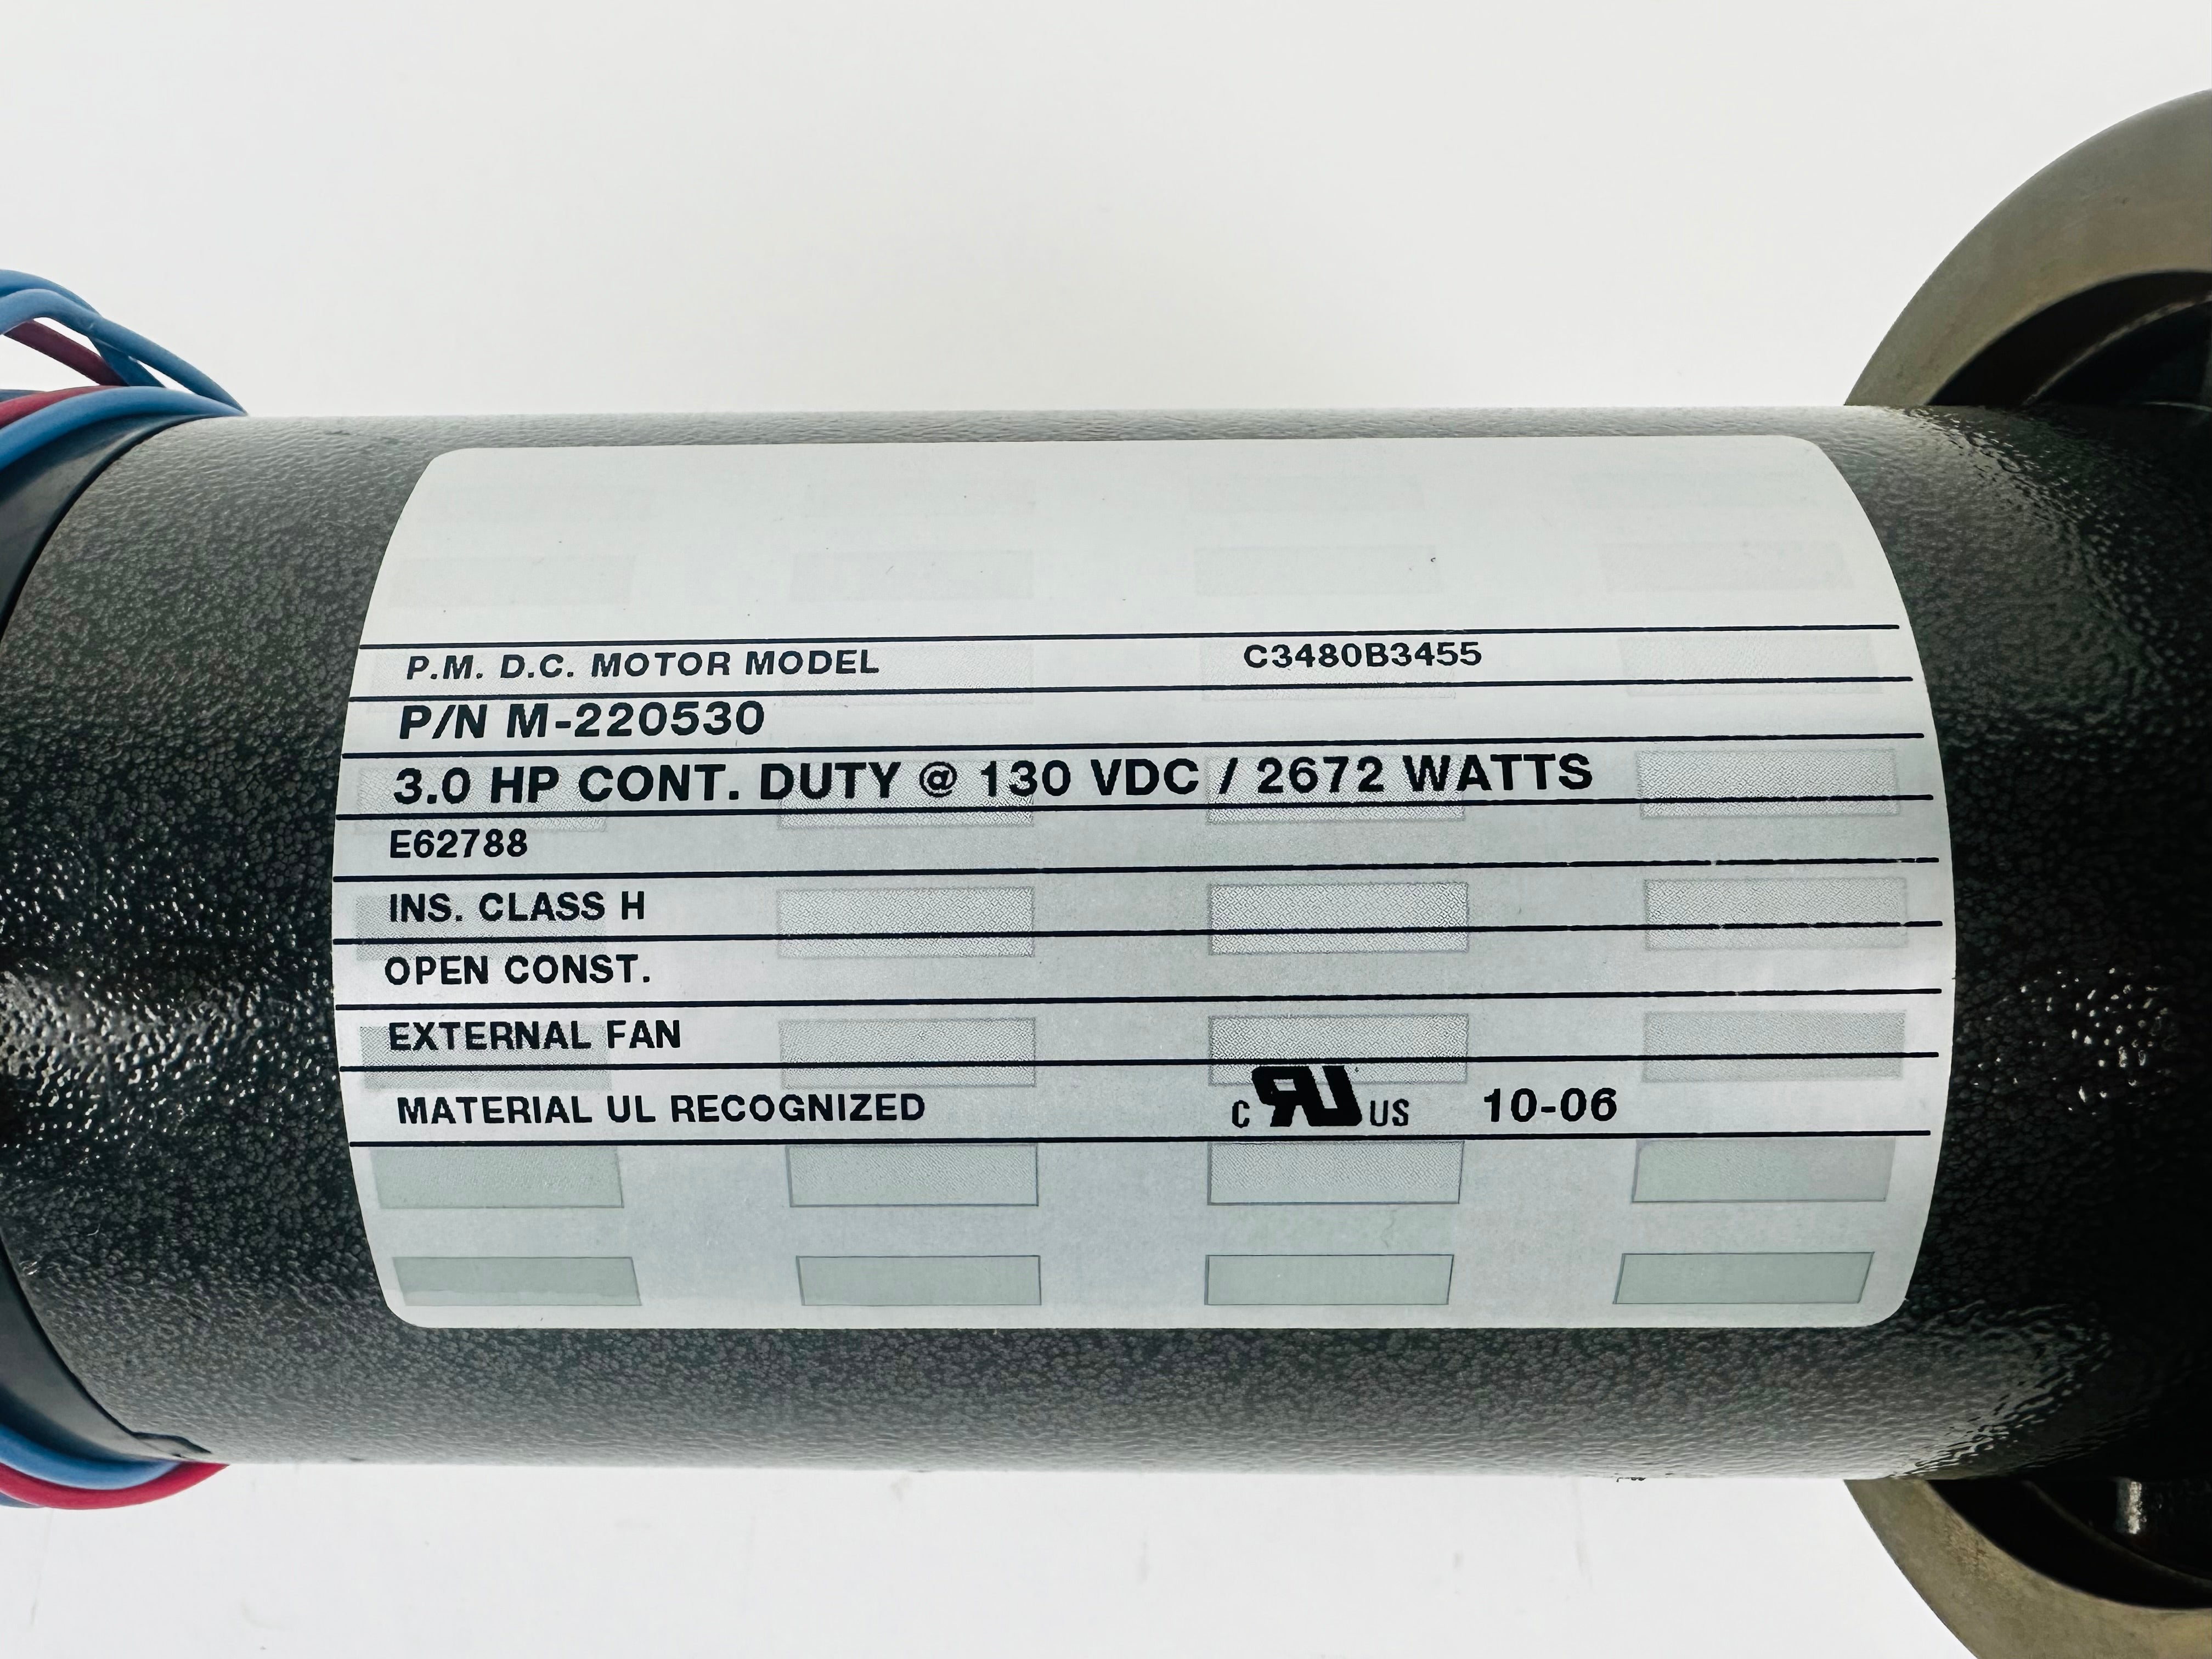 P.M. D.C. MOTOR MODEL C3480B3455
P/N M-220530
3.0 HP CONT. DUTY @ 130 VDC / 2672 WATTS
E62788
INS. CLASS H
OPEN CONST.
EXTERNAL FAN
MATERIAL UL RECOGNIZED C RU US 10-06